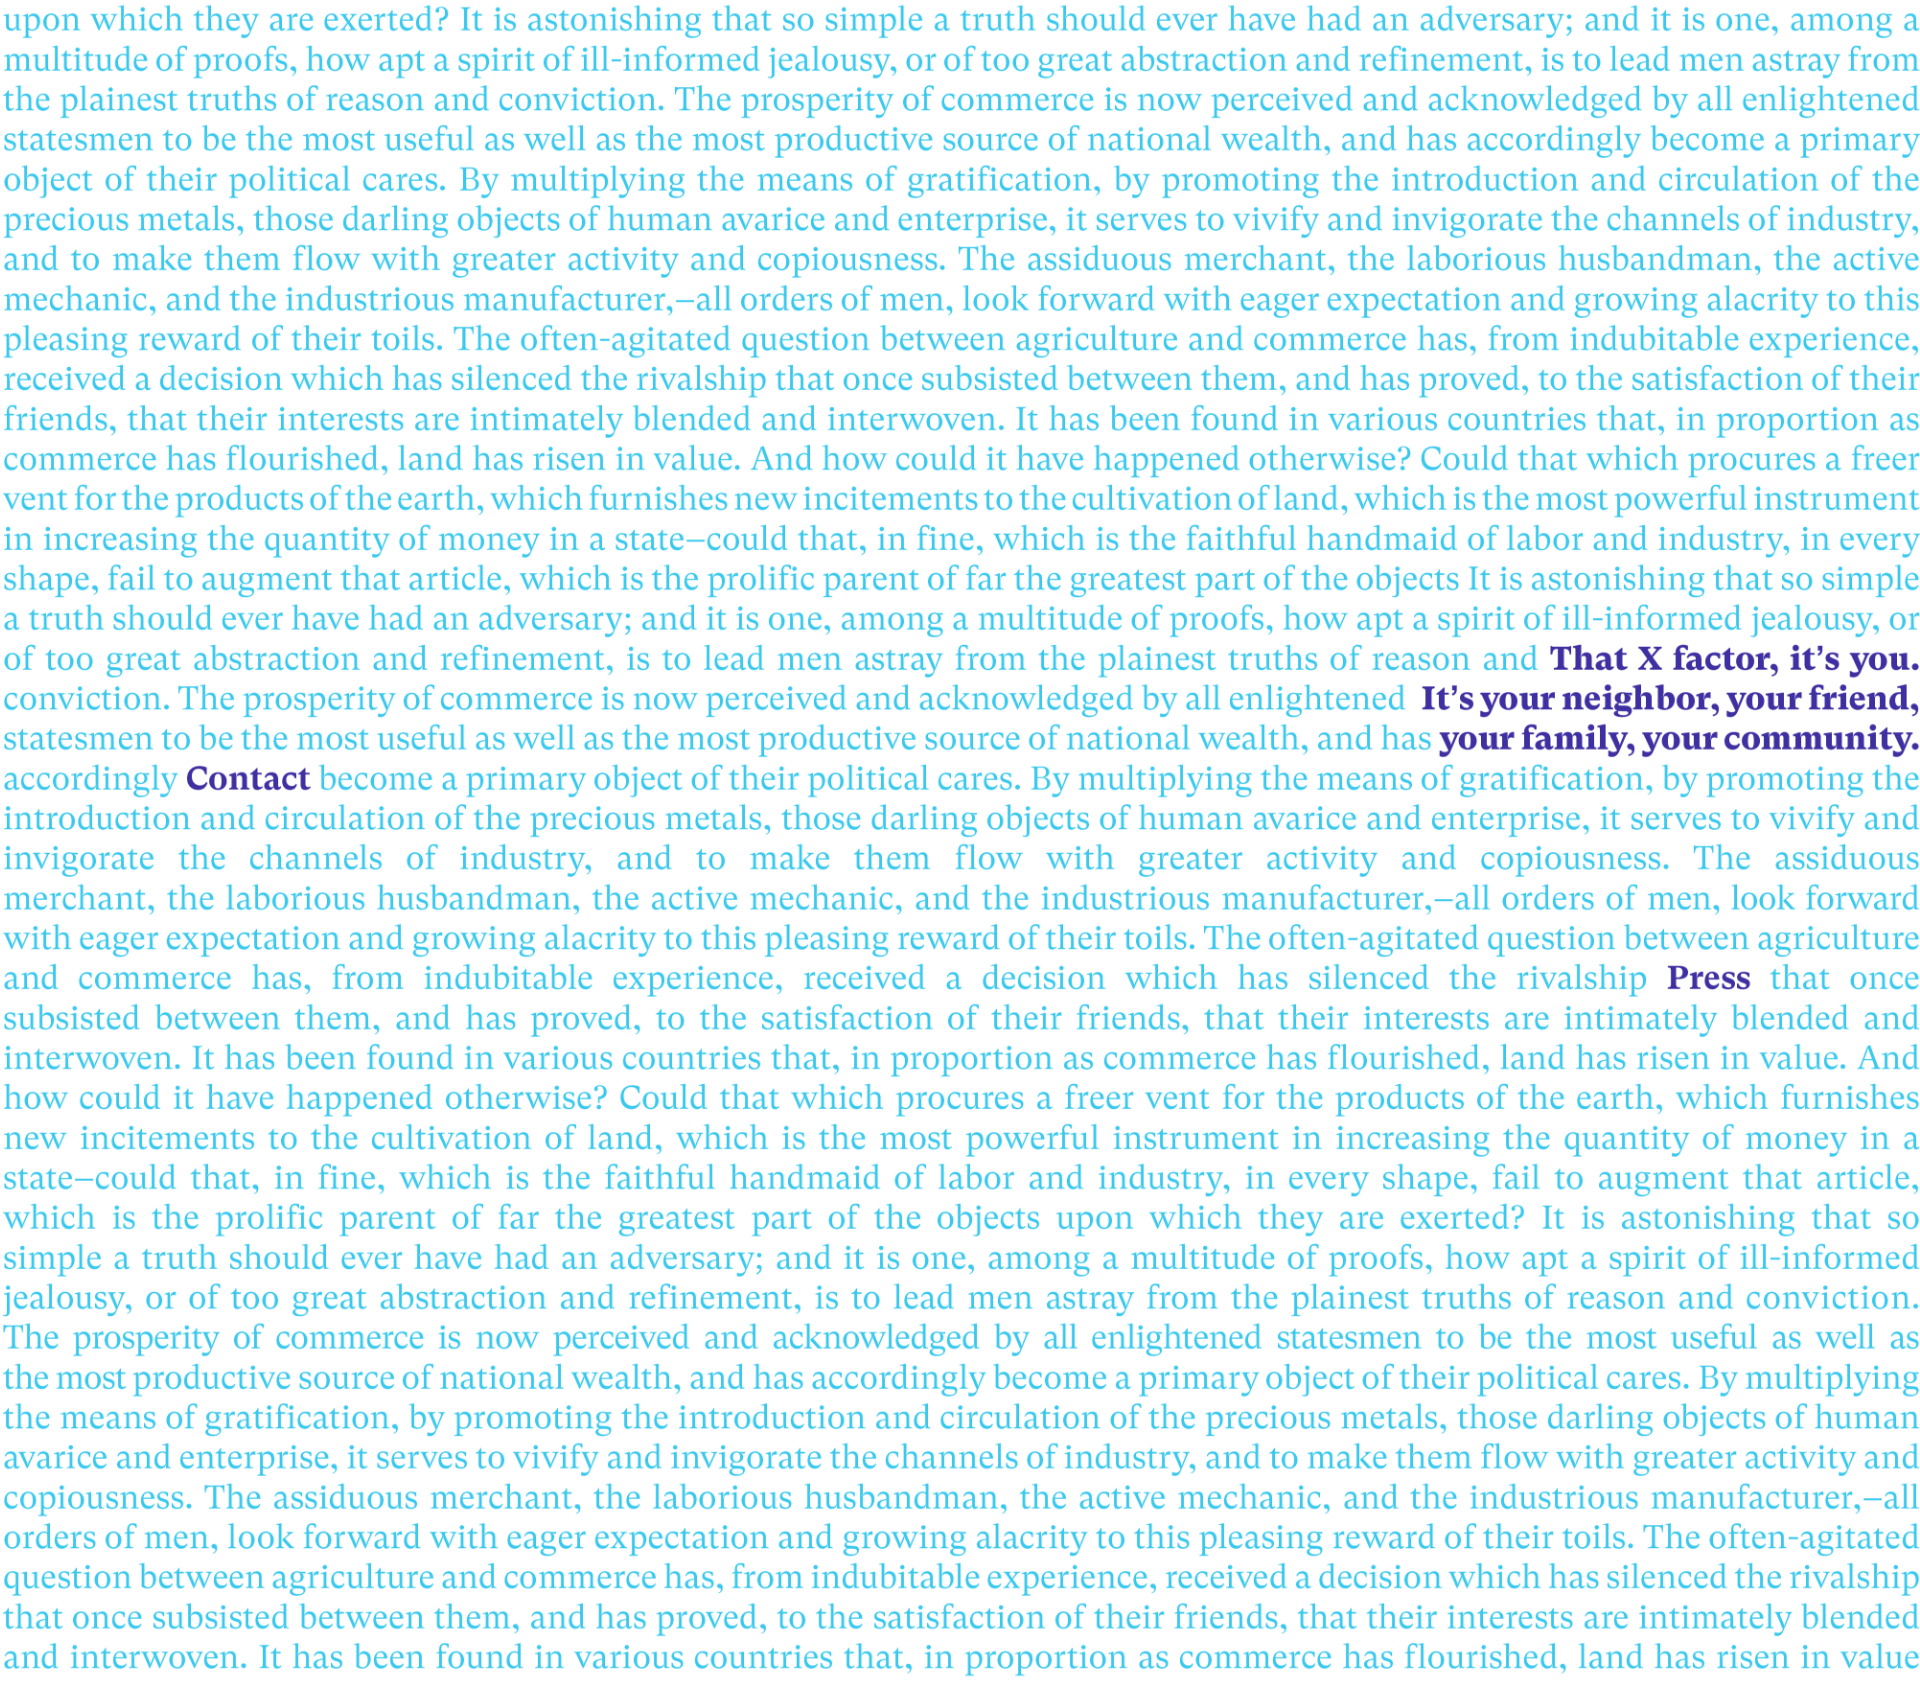 upon which they are exerted? It is astonishing that so simple a truth should ever have had an adversary; and it is one, among a
multitude of proofs, how apt a spirit of ill-informed jealousy, or of too great abstraction and refinement, is to lead men astray from
the plainest truths of reason and conviction. The prosperity of commerce is now perceived and acknowledged by all enlightened
statesmen to be the most useful as well as the most productive source of national wealth, and has accordingly become a primary
object of their political cares. By multiplying the means of gratification, by promoting the introduction and circulation of the
precious metals, those darling objects of human avarice and enterprise, it serves to vivify and invigorate the channels of industry,
and to make them flow with greater activity and copiousness. The assiduous merchant, the laborious husbandman, the active
mechanic, and the industrious manufacturer,—all orders of men, look forward with eager expectation and growing alacrity to this
pleasing reward of their toils. The often-agitated question between agriculture and commerce has, from indubitable experience,
received a decision which has silenced the rivalship that once subsisted between them, and has proved, to the satisfaction of their
friends, that their interests are intimately blended and interwoven. It has been found in various countries that, in proportion as
commerce has flourished, land has risen in value. And how could it have happened otherwise? Could that which procures a freer
vent for the products of the earth, which furnishes new incitements to the cultivation of land, which is the most powerful instrument
in increasing the quantity of money in a state—could that, in fine, which is the faithful handmaid of labor and industry, in every
shape, fail to augment that article, which is the prolific parent of far the greatest part of the objects It is astonishing that so simple
a truth should ever have had an adversary; and it is one, among a multitude of proofs, how apt a spirit of ill-informed jealousy, or
of too great abstraction and refinement, is to lead men astray from the plainest truths of reason and That X factor, it's you.
conviction. The prosperity of commerce is now perceived and acknowledged by all enlightened It's your neighbor, your friend,
statesmen to be the most useful as well as the most productive source of national wealth, and has your family, your community.
accordingly Contact become a primary object of their political cares. By multiplying the means of gratification, by promoting the
introduction and circulation of the precious metals, those darling objects of human avarice and enterprise, it serves to vivify and
invigorate the channels of industry, and to make them flow with greater activity and copiousness. The assiduous
merchant, the laborious husbandman, the active mechanic, and the industrious manufacturer,—all orders of men, look forward
with eager expectation and growing alacrity to this pleasing reward of their toils. The often-agitated question between agriculture
and commerce has, from indubitable experience, received a decision which has silenced the rivalship Press that once
subsisted between them, and has proved, to the satisfaction of their friends, that their interests are intimately blended and
interwoven. It has been found in various countries that, in proportion as commerce has flourished, land has risen in value. And
how could it have happened otherwise? Could that which procures a freer vent for the products of the earth, which furnishes
new incitements to the cultivation of land, which is the most powerful instrument in increasing the quantity of money in a
state—could that, in fine, which is the faithful handmaid of labor and industry, in every shape, fail to augment that article,
which is the prolific parent of far the greatest part of the objects upon which they are exerted? It is astonishing that so
simple a truth should ever have had an adversary; and it is one, among a multitude of proofs, how apt a spirit of ill-informed
jealousy, or of too great abstraction and refinement, is to lead men astray from the plainest truths of reason and conviction.
The prosperity of commerce is now perceived and acknowledged by all enlightened statesmen to be the most useful as well as
the most productive source of national wealth, and has accordingly become a primary object of their political cares. By multiplying
the means of gratification, by promoting the introduction and circulation of the precious metals, those darling objects of human
avarice and enterprise, it serves to vivify and invigorate the channels of industry, and to make them flow with greater activity and
copiousness. The assiduous merchant, the laborious husbandman, the active mechanic, and the industrious manufacturer,—all
orders of men, look forward with eager expectation and growing alacrity to this pleasing reward of their toils. The often-agitated
question between agriculture and commerce has, from indubitable experience, received a decision which has silenced the rivalship
that once subsisted between them, and has proved, to the satisfaction of their friends, that their interests are intimately blended
and interwoven. It has been found in various countries that, in proportion as commerce has flourished, land has risen in value